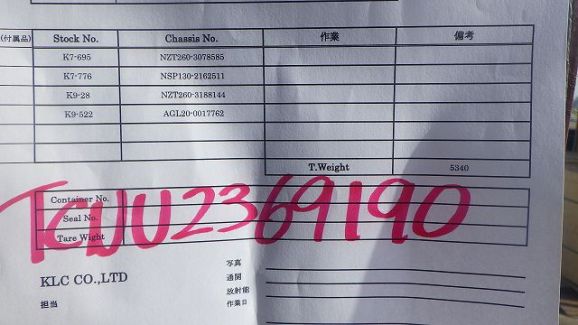 (付属品) Stock No. Chassis No. 作業 備考
K7-695 NZT260-3078585
K7-776 NSP130-2162511
K9-28 NZT260-3188144
K9-522 AGL20-0017762
T.Weight 5340
Container No.
Seal No.
Tare Wight
TCWU2369190
KLC CO.,LTD
担当
写真
通関
放射能
作業日